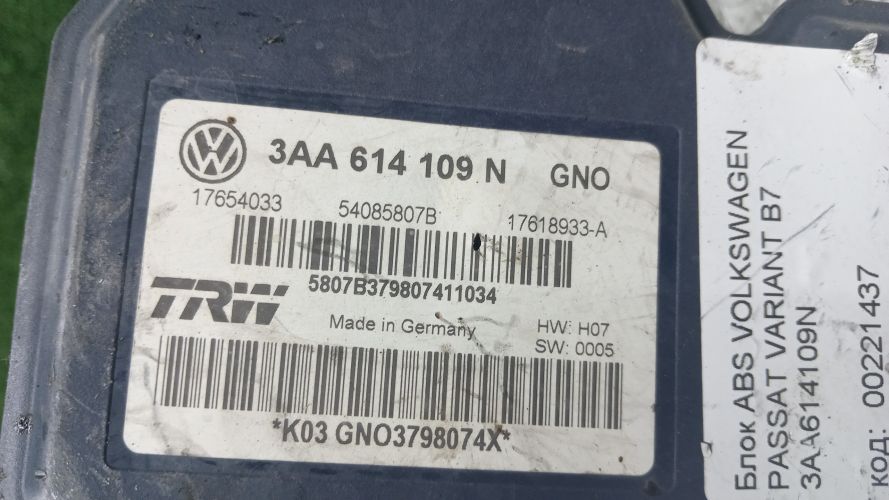 3AA 614 109 N GNO
17654033 54085807B 17618933-A
5807B379807411034
TRW
Made in Germany
HW: H07
SW: 0005
*K03 GNO3798074X*
Блок ABS VOLKSWAGEN
PASSAT VARIANT B7
3AA614109N
код: 00221437